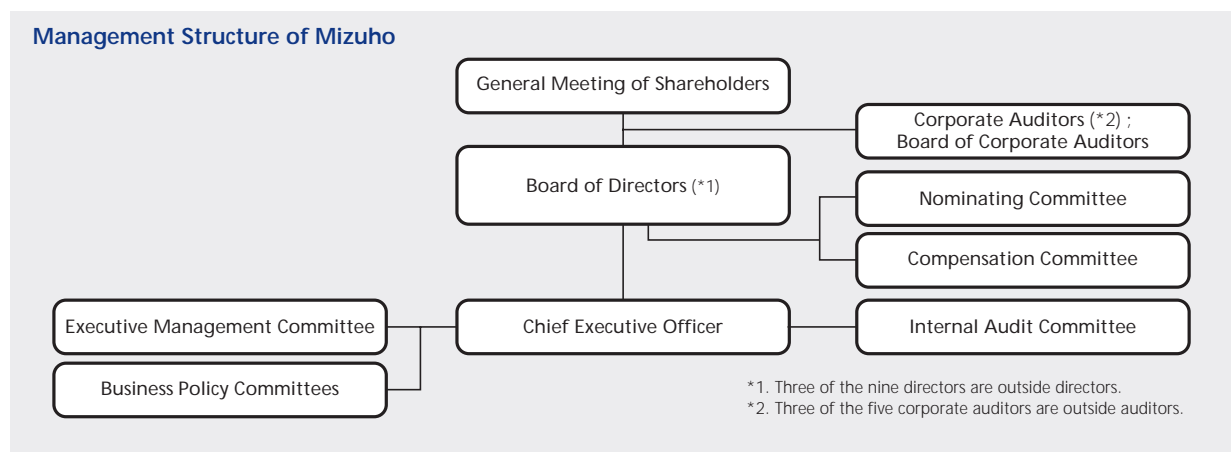 Management Structure of Mizuho
General Meeting of Shareholders
Corporate Auditors (*2) ;
Board of Corporate Auditors
Board of Directors (*1)
Nominating Committee
Compensation Committee
Executive Management Committee
Chief Executive Officer
Internal Audit Committee
Business Policy Committees
*1. Three of the nine directors are outside directors.
*2. Three of the five corporate auditors are outside auditors.